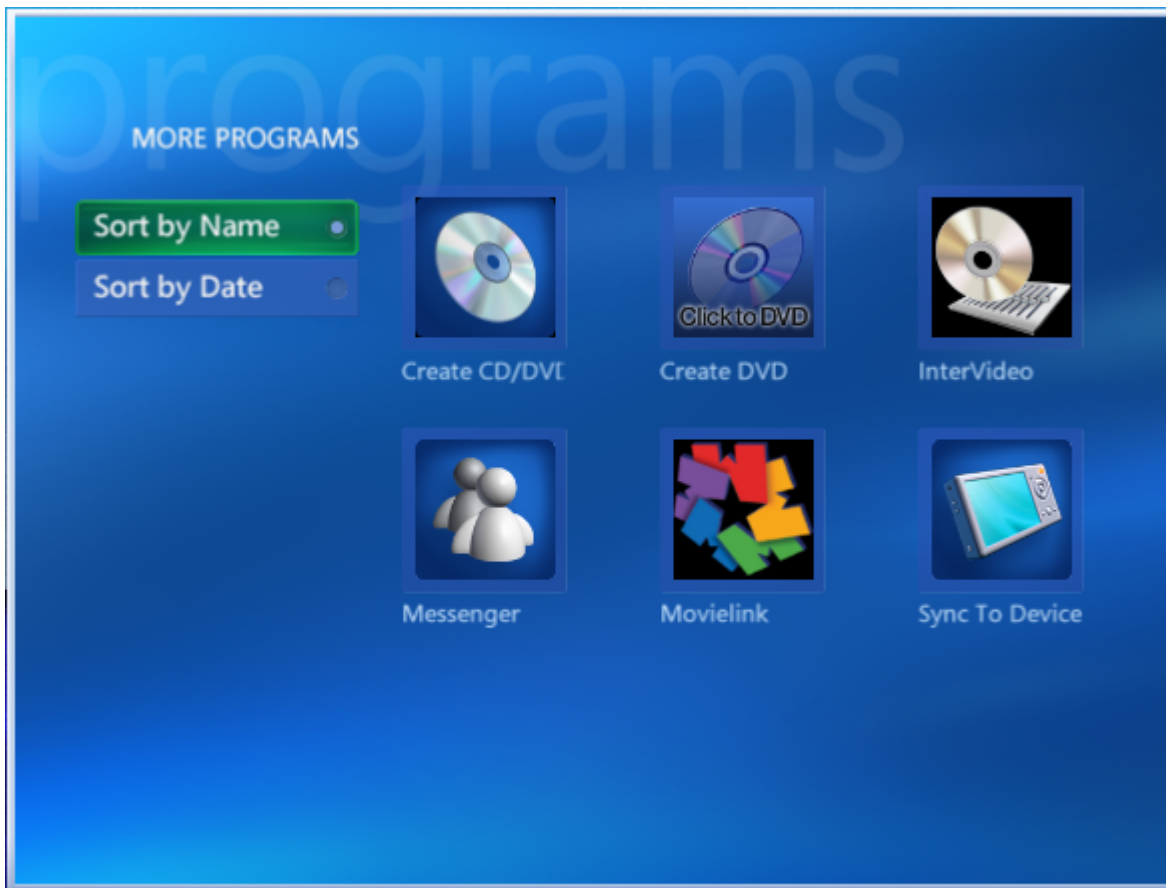 programs
MORE PROGRAMS
Sort by Name
Sort by Date
Click to DVD
Create CD/DVD
Create DVD
InterVideo
Messenger
Movielink
Sync To Device